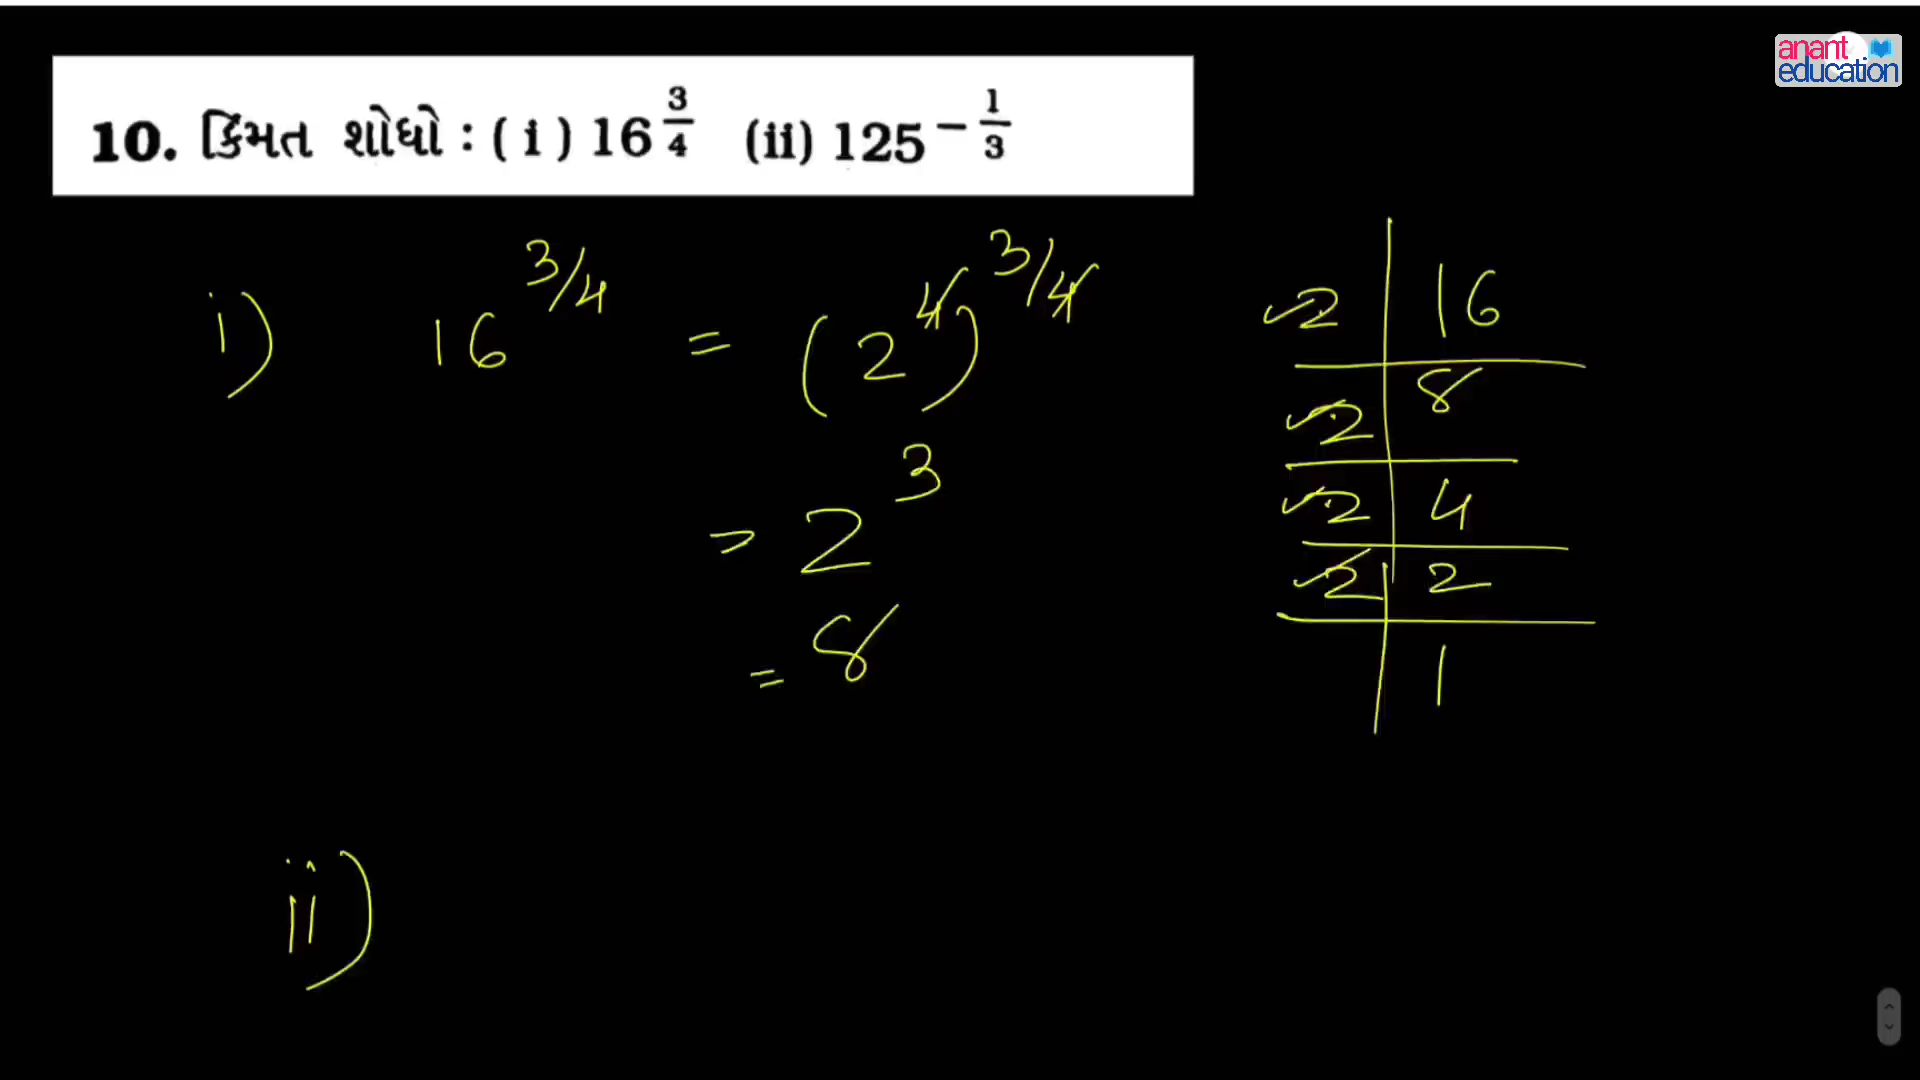 anant
education
10. કિંમત શોધો : ( i ) 16^(3/4) (ii) 125^(-1/3)
i) 16^(3/4) = (2^4)^(3/4)
= 2^3
= 8
ii)
2 | 16
2 | 8
2 | 4
2 | 2
| 1